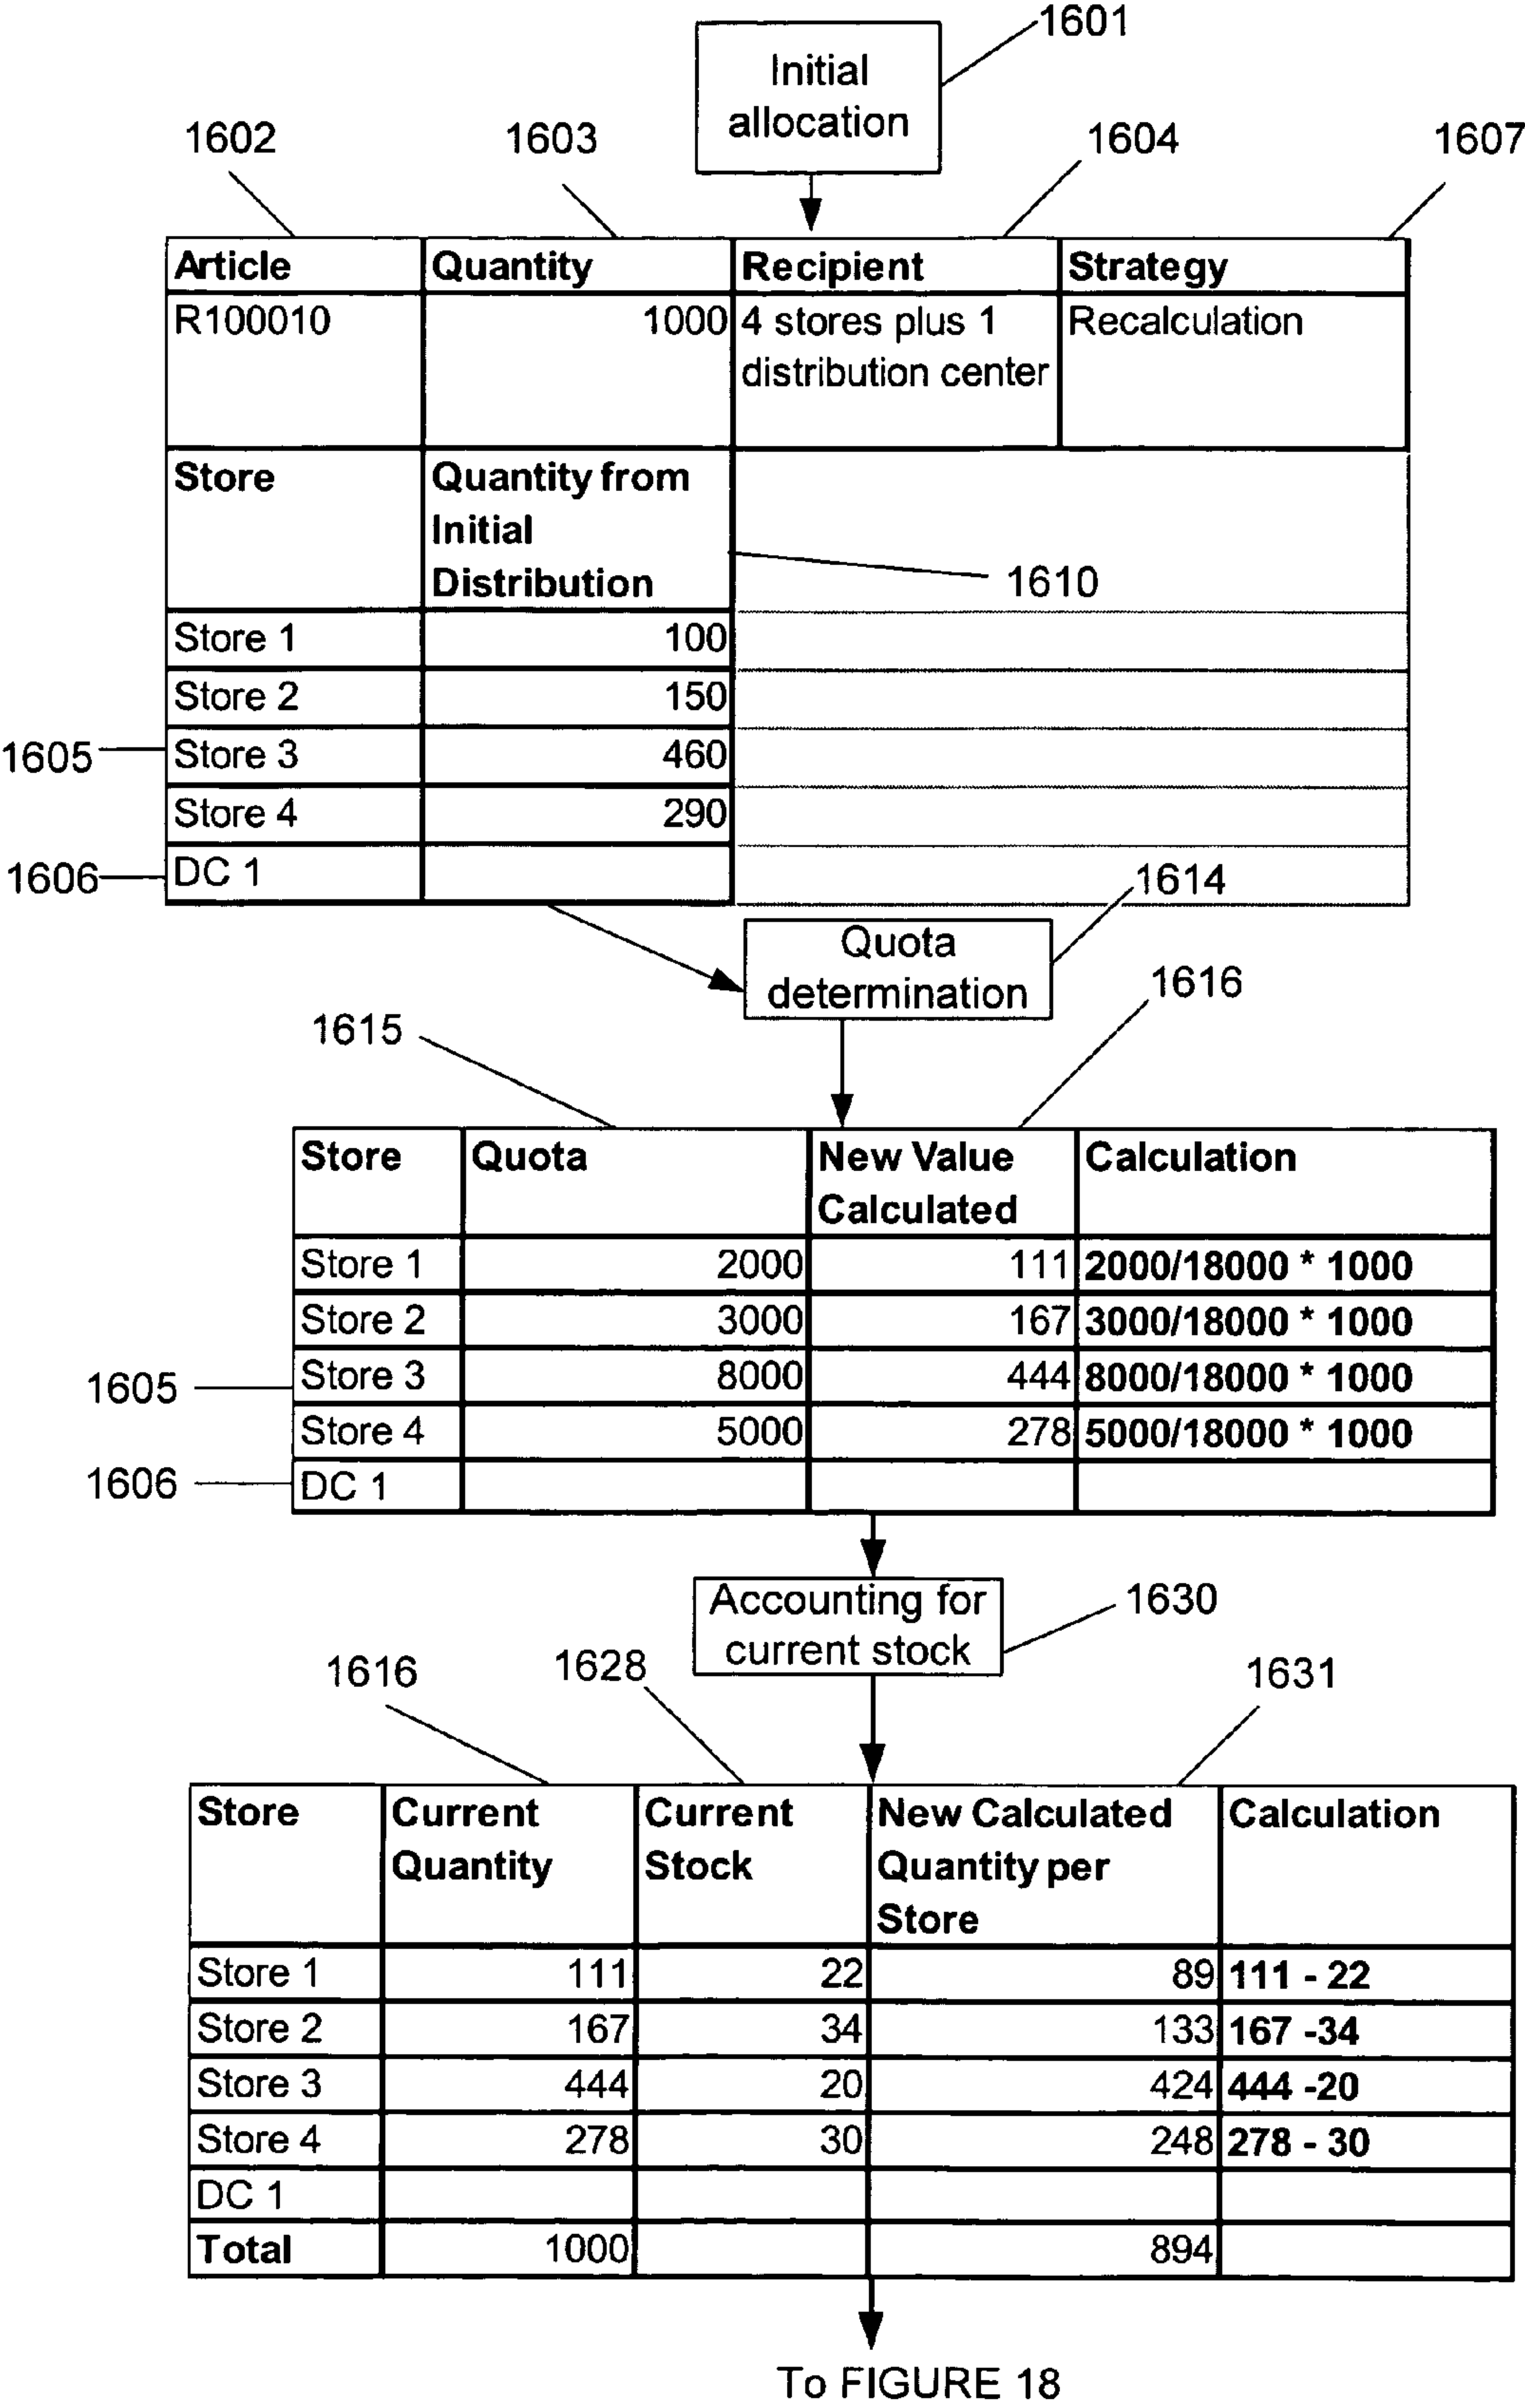 1601
Initial
allocation
1602 1603 1604 1607
Article Quantity Recipient Strategy
R100010 1000 4 stores plus 1 Recalculation
distribution center
Store Quantity from
Initial
Distribution
1610
Store 1 100
Store 2 150
1605 Store 3 460
Store 4 290
1606 DC 1
1614
Quota
determination
1616
1615
Store Quota New Value Calculation
Calculated
Store 1 2000 111 2000/18000 * 1000
Store 2 3000 167 3000/18000 * 1000
1605 Store 3 8000 444 8000/18000 * 1000
Store 4 5000 278 5000/18000 * 1000
1606 DC 1
Accounting for
current stock
1630
1616 1628 1631
Store Current Current New Calculated Calculation
Quantity Stock Quantity per
Store
Store 1 111 22 89 111 - 22
Store 2 167 34 133 167 -34
Store 3 444 20 424 444 -20
Store 4 278 30 248 278 - 30
DC 1
Total 1000 894
To FIGURE 18